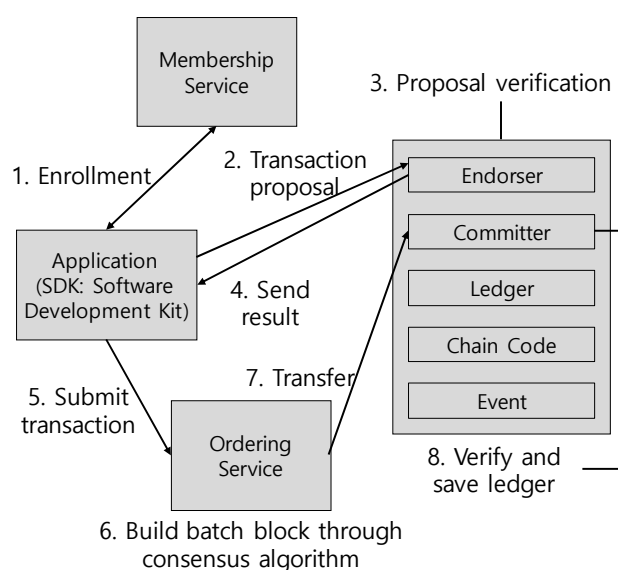 Membership
Service
3. Proposal verification
1. Enrollment
2. Transaction
proposal
Endorser
Committer
Ledger
Chain Code
Event
Application
(SDK: Software
Development Kit)
4. Send
result
5. Submit
transaction
7. Transfer
Ordering
Service
8. Verify and
save ledger
6. Build batch block through
consensus algorithm